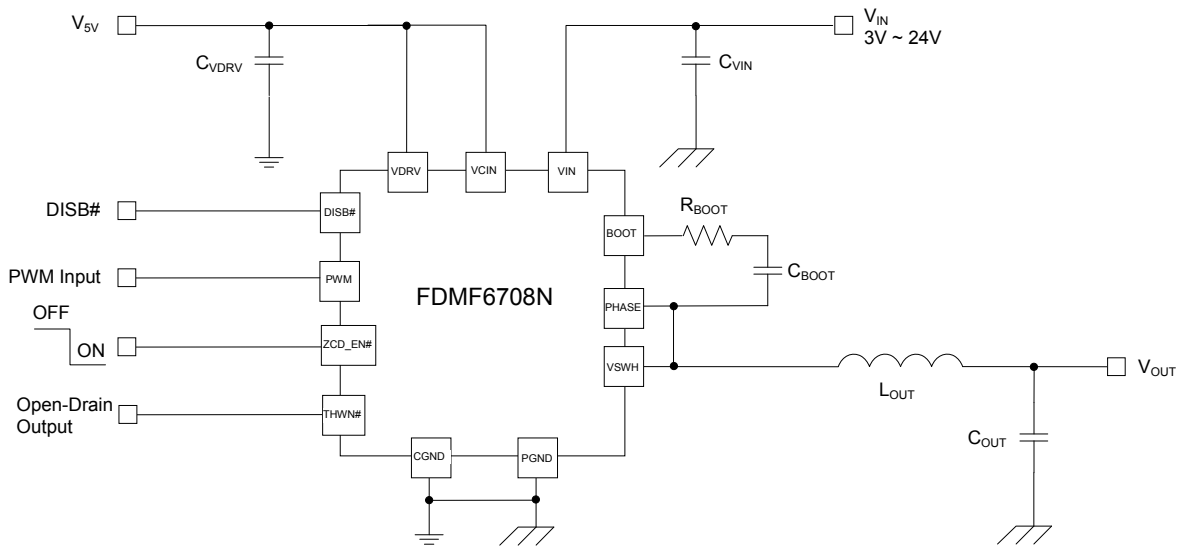 V5V
CVDRV
CVIN
VIN
3V ~ 24V
VDRV
VCIN
VIN
DISB#
DISB#
BOOT
RBOOT
CBOOT
PWM Input
PWM
FDMF6708N
PHASE
OFF
ON
ZCD_EN#
VSWH
LOUT
VOUT
Open-Drain
Output
THWN#
CGND
PGND
COUT